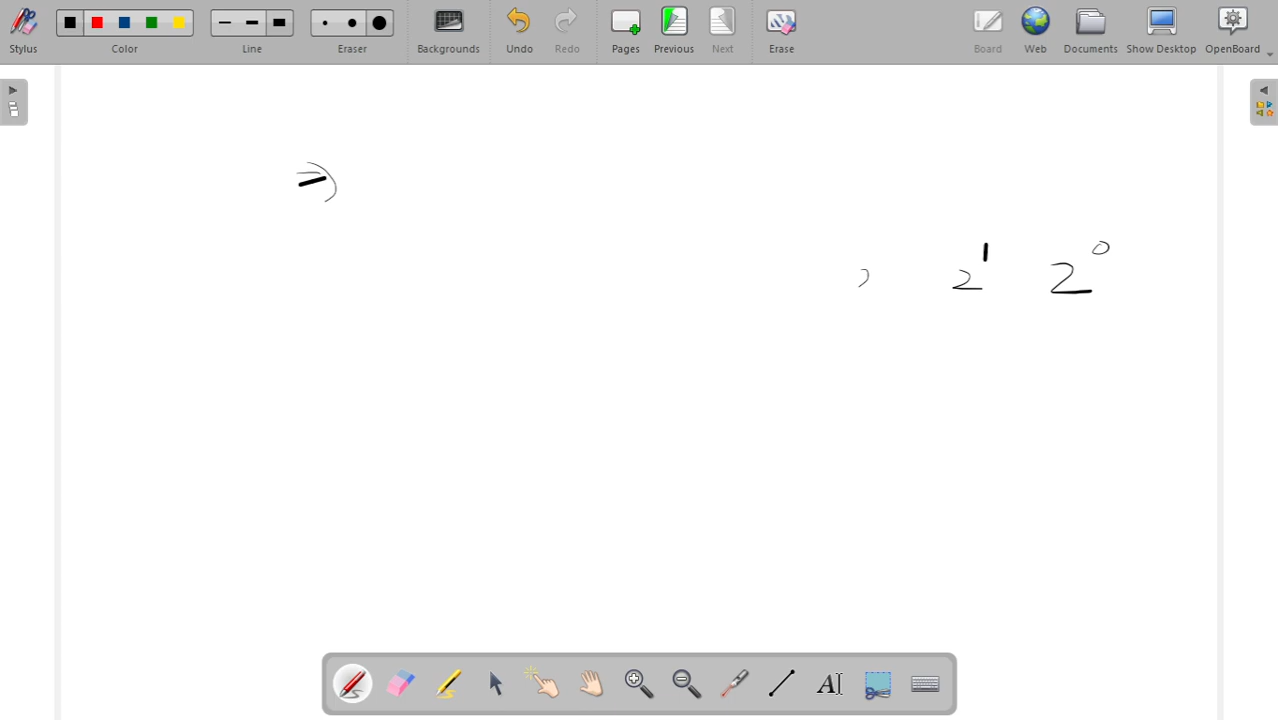 Stylus Color Line Eraser Backgrounds Undo Redo Pages Previous Next Erase Board Web Documents Show Desktop OpenBoard
⇒
2¹ 2⁰